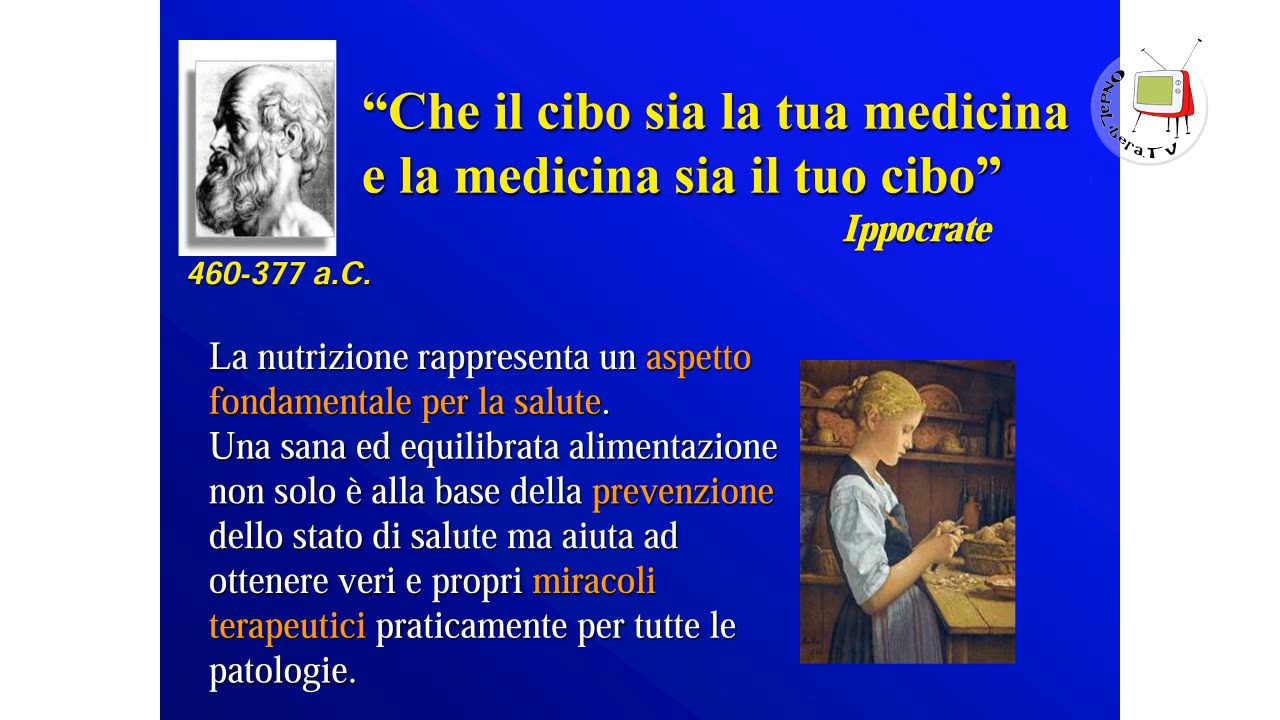 “Che il cibo sia la tua medicina
e la medicina sia il tuo cibo”
Ippocrate
460-377 a.C.
La nutrizione rappresenta un aspetto
fondamentale per la salute.
Una sana ed equilibrata alimentazione
non solo è alla base della prevenzione
dello stato di salute ma aiuta ad
ottenere veri e propri miracoli
terapeutici praticamente per tutte le
patologie.
OndaLibera.TV